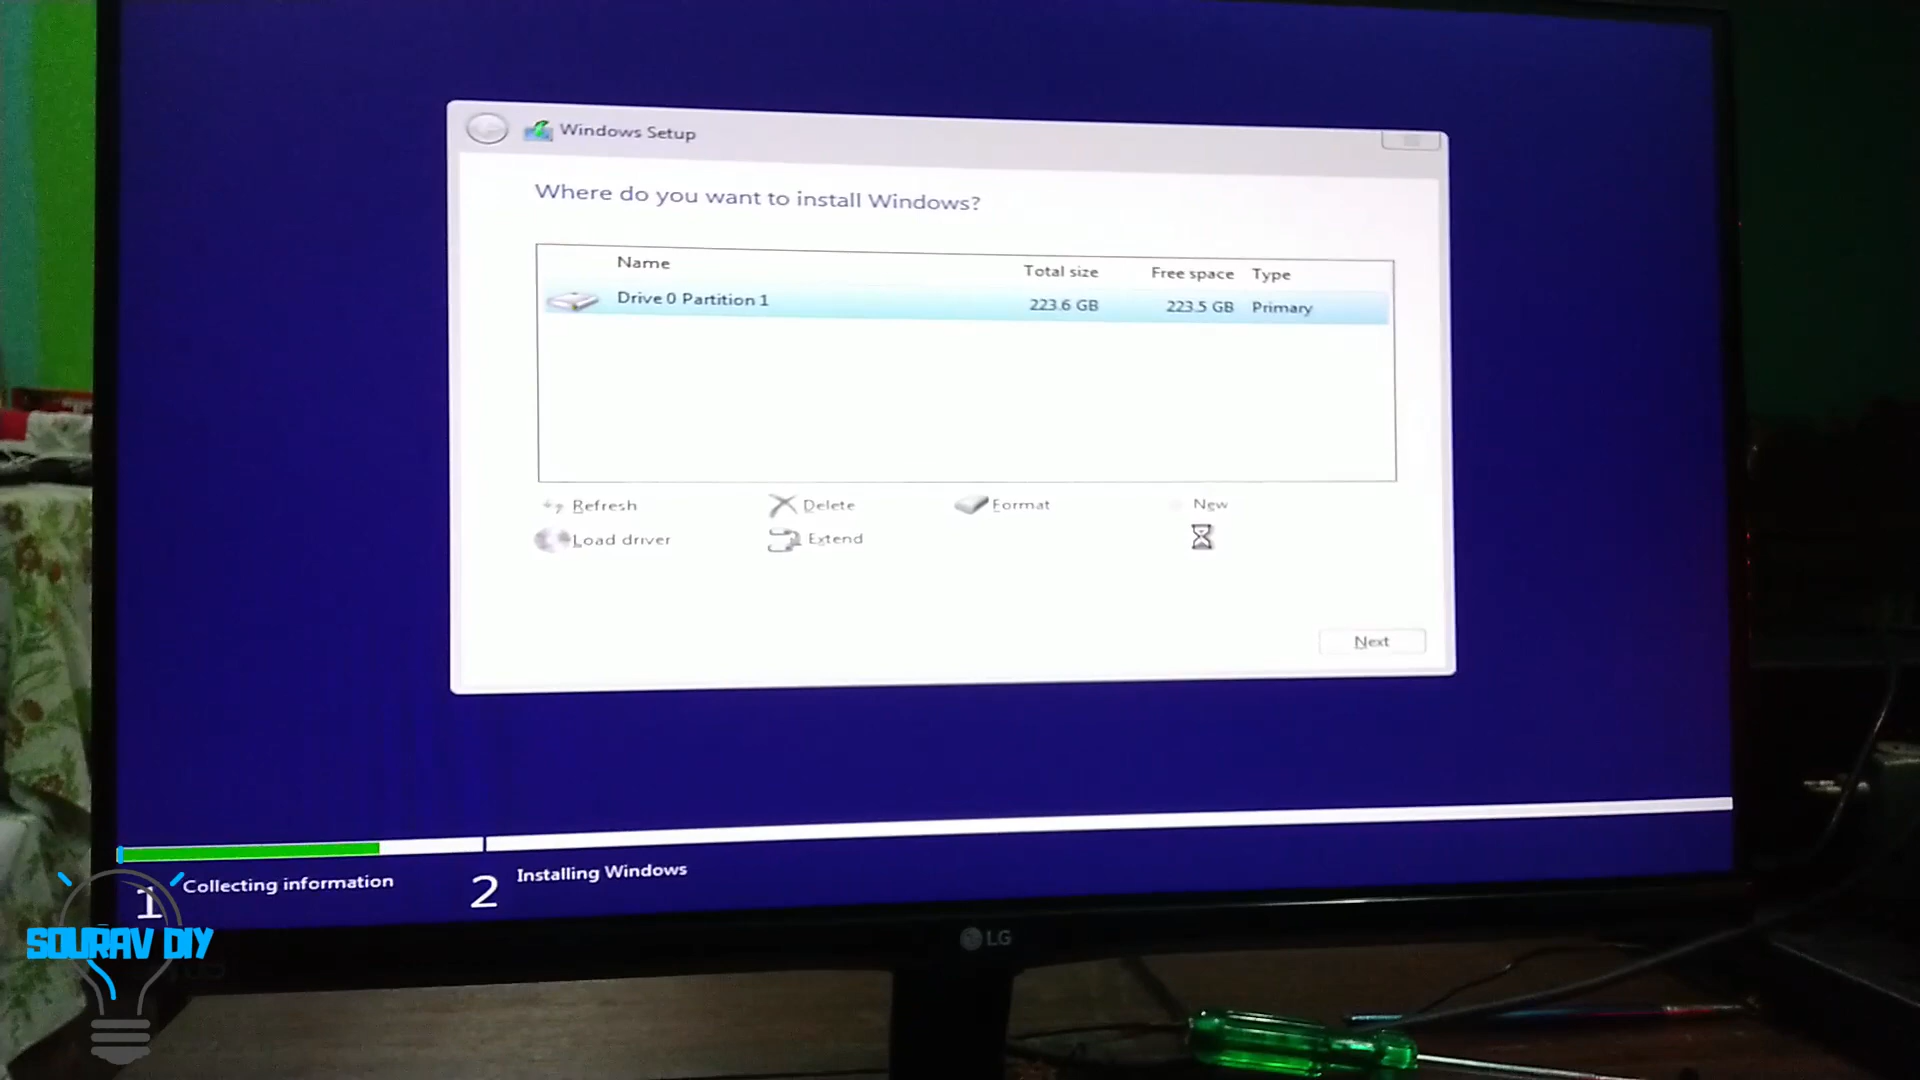 Windows Setup
Where do you want to install Windows?
Name Total size Free space Type
Drive 0 Partition 1 223.6 GB 223.5 GB Primary
Refresh Delete Format New
Load driver Extend
Next
1 Collecting information 2 Installing Windows
SOURAV DIY
LG